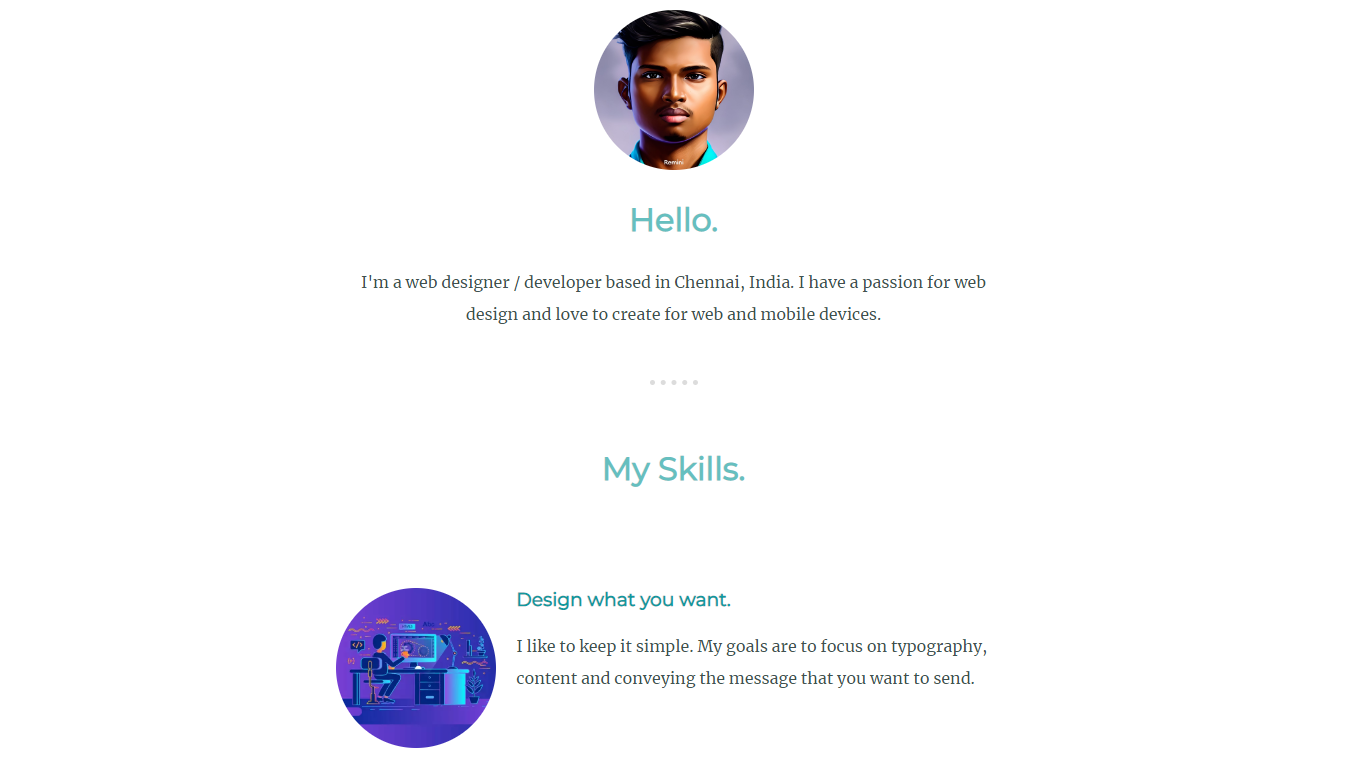 Remini
Hello.
I'm a web designer / developer based in Chennai, India. I have a passion for web
design and love to create for web and mobile devices.
My Skills.
Design what you want.
I like to keep it simple. My goals are to focus on typography,
content and conveying the message that you want to send.